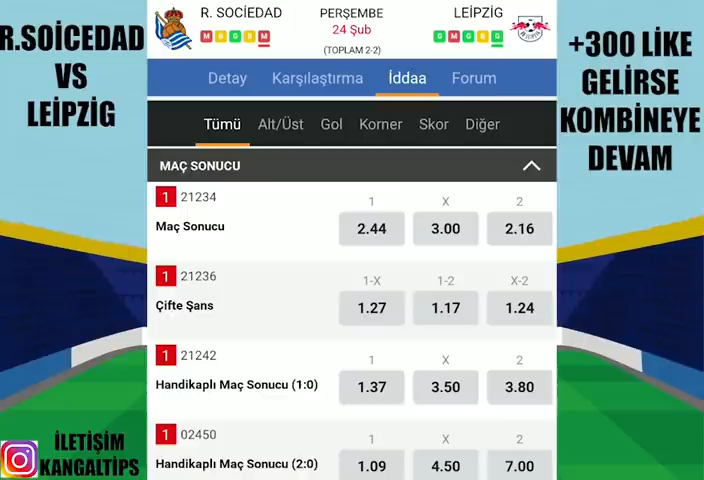 R.SOİCEDAD
VS
LEİPZİG
R. SOCİEDAD
M B G B M
PERŞEMBE
24 Şub
(TOPLAM 2-2)
LEİPZİG
+300 LİKE
GELİRSE
KOMBİNEYE
DEVAM
Detay Karşılaştırma İddaa Forum
Tümü Alt/Üst Gol Korner Skor Diğer
MAÇ SONUCU
1 21234
Maç Sonucu
1 X 2
2.44 3.00 2.16
1 21236
Çifte Şans
1-X 1-2 X-2
1.27 1.17 1.24
1 21242
Handikaplı Maç Sonucu (1:0)
1 X 2
1.37 3.50 3.80
1 02450
Handikaplı Maç Sonucu (2:0)
1 X 2
1.09 4.50 7.00
İLETİŞİM
KANGALTİPS